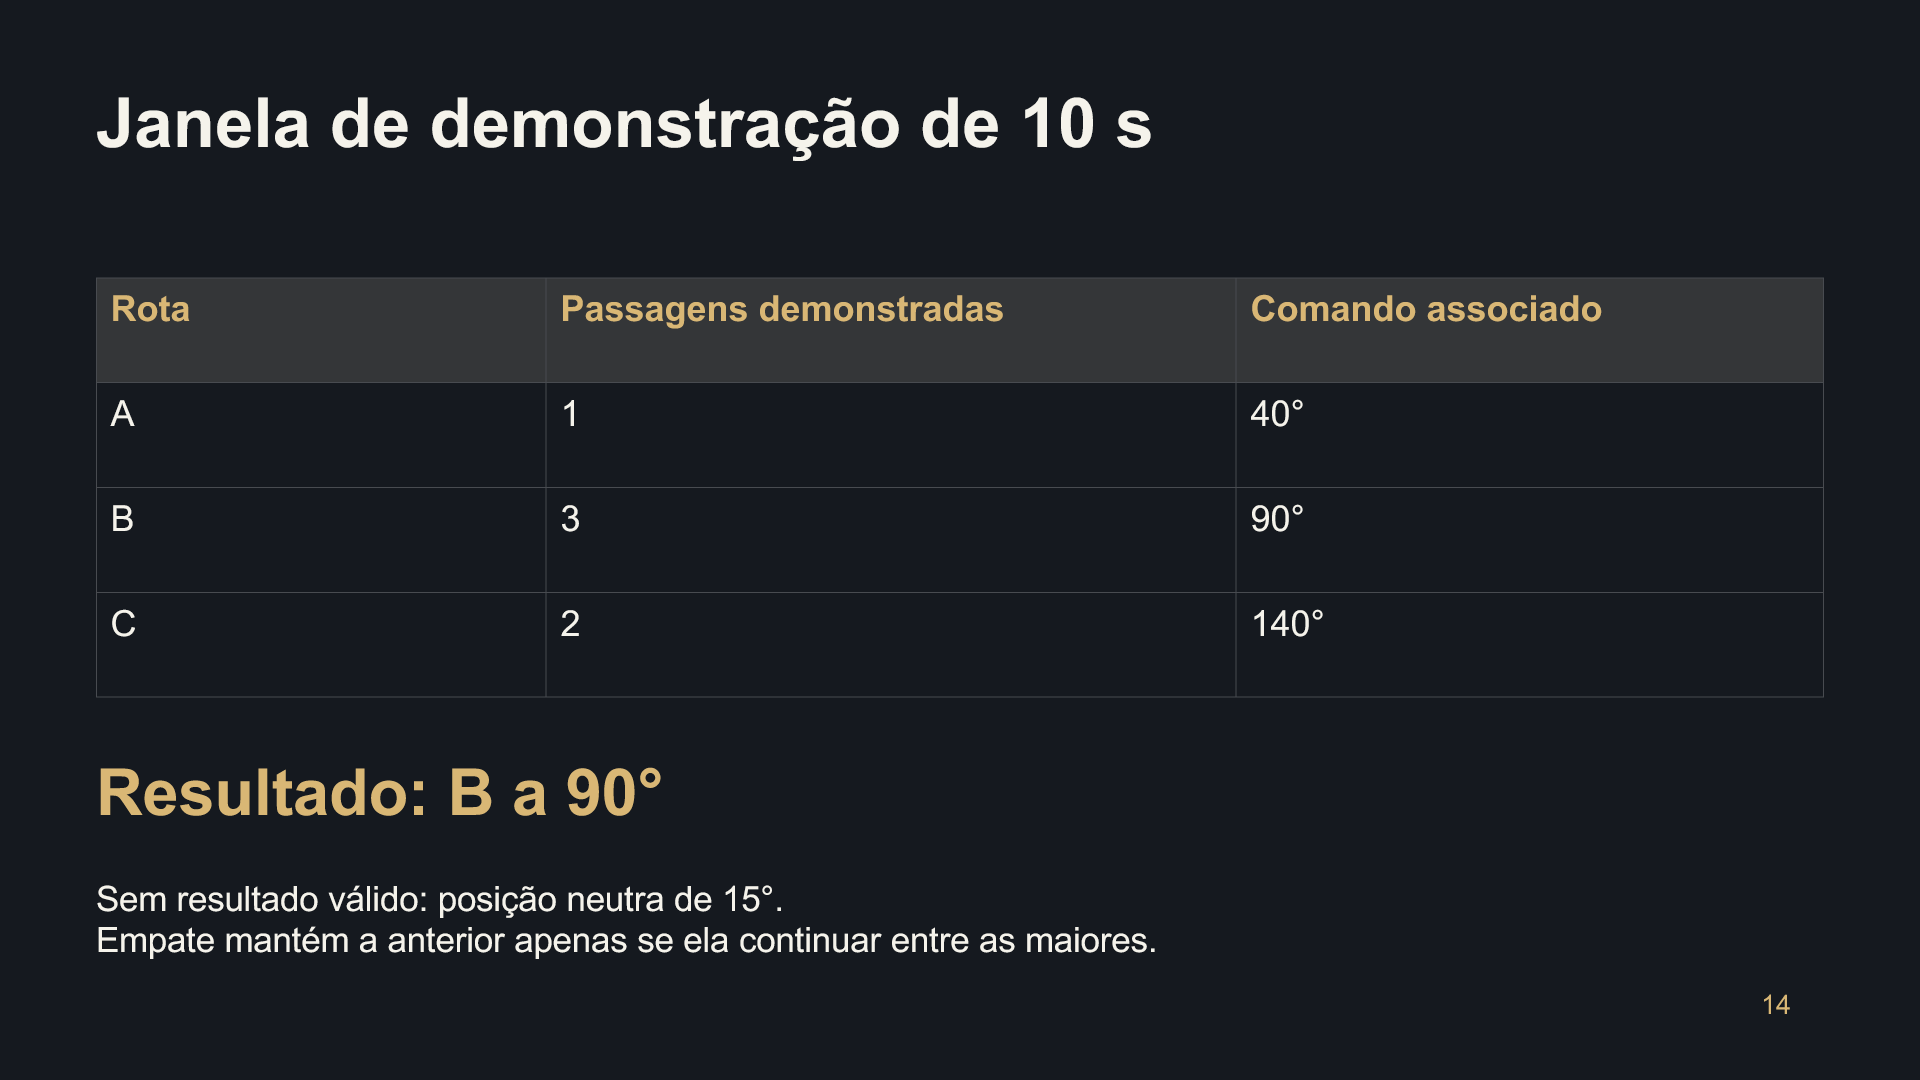 Janela de demonstração de 10 s
Rota Passagens demonstradas Comando associado
A 1 40°
B 3 90°
C 2 140°
Resultado: B a 90°
Sem resultado válido: posição neutra de 15°.
Empate mantém a anterior apenas se ela continuar entre as maiores.
14